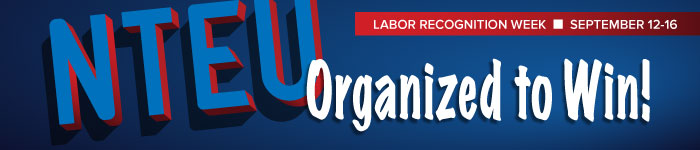 LABOR RECOGNITION WEEK ■ SEPTEMBER 12-16
NTEU
Organized to Win!